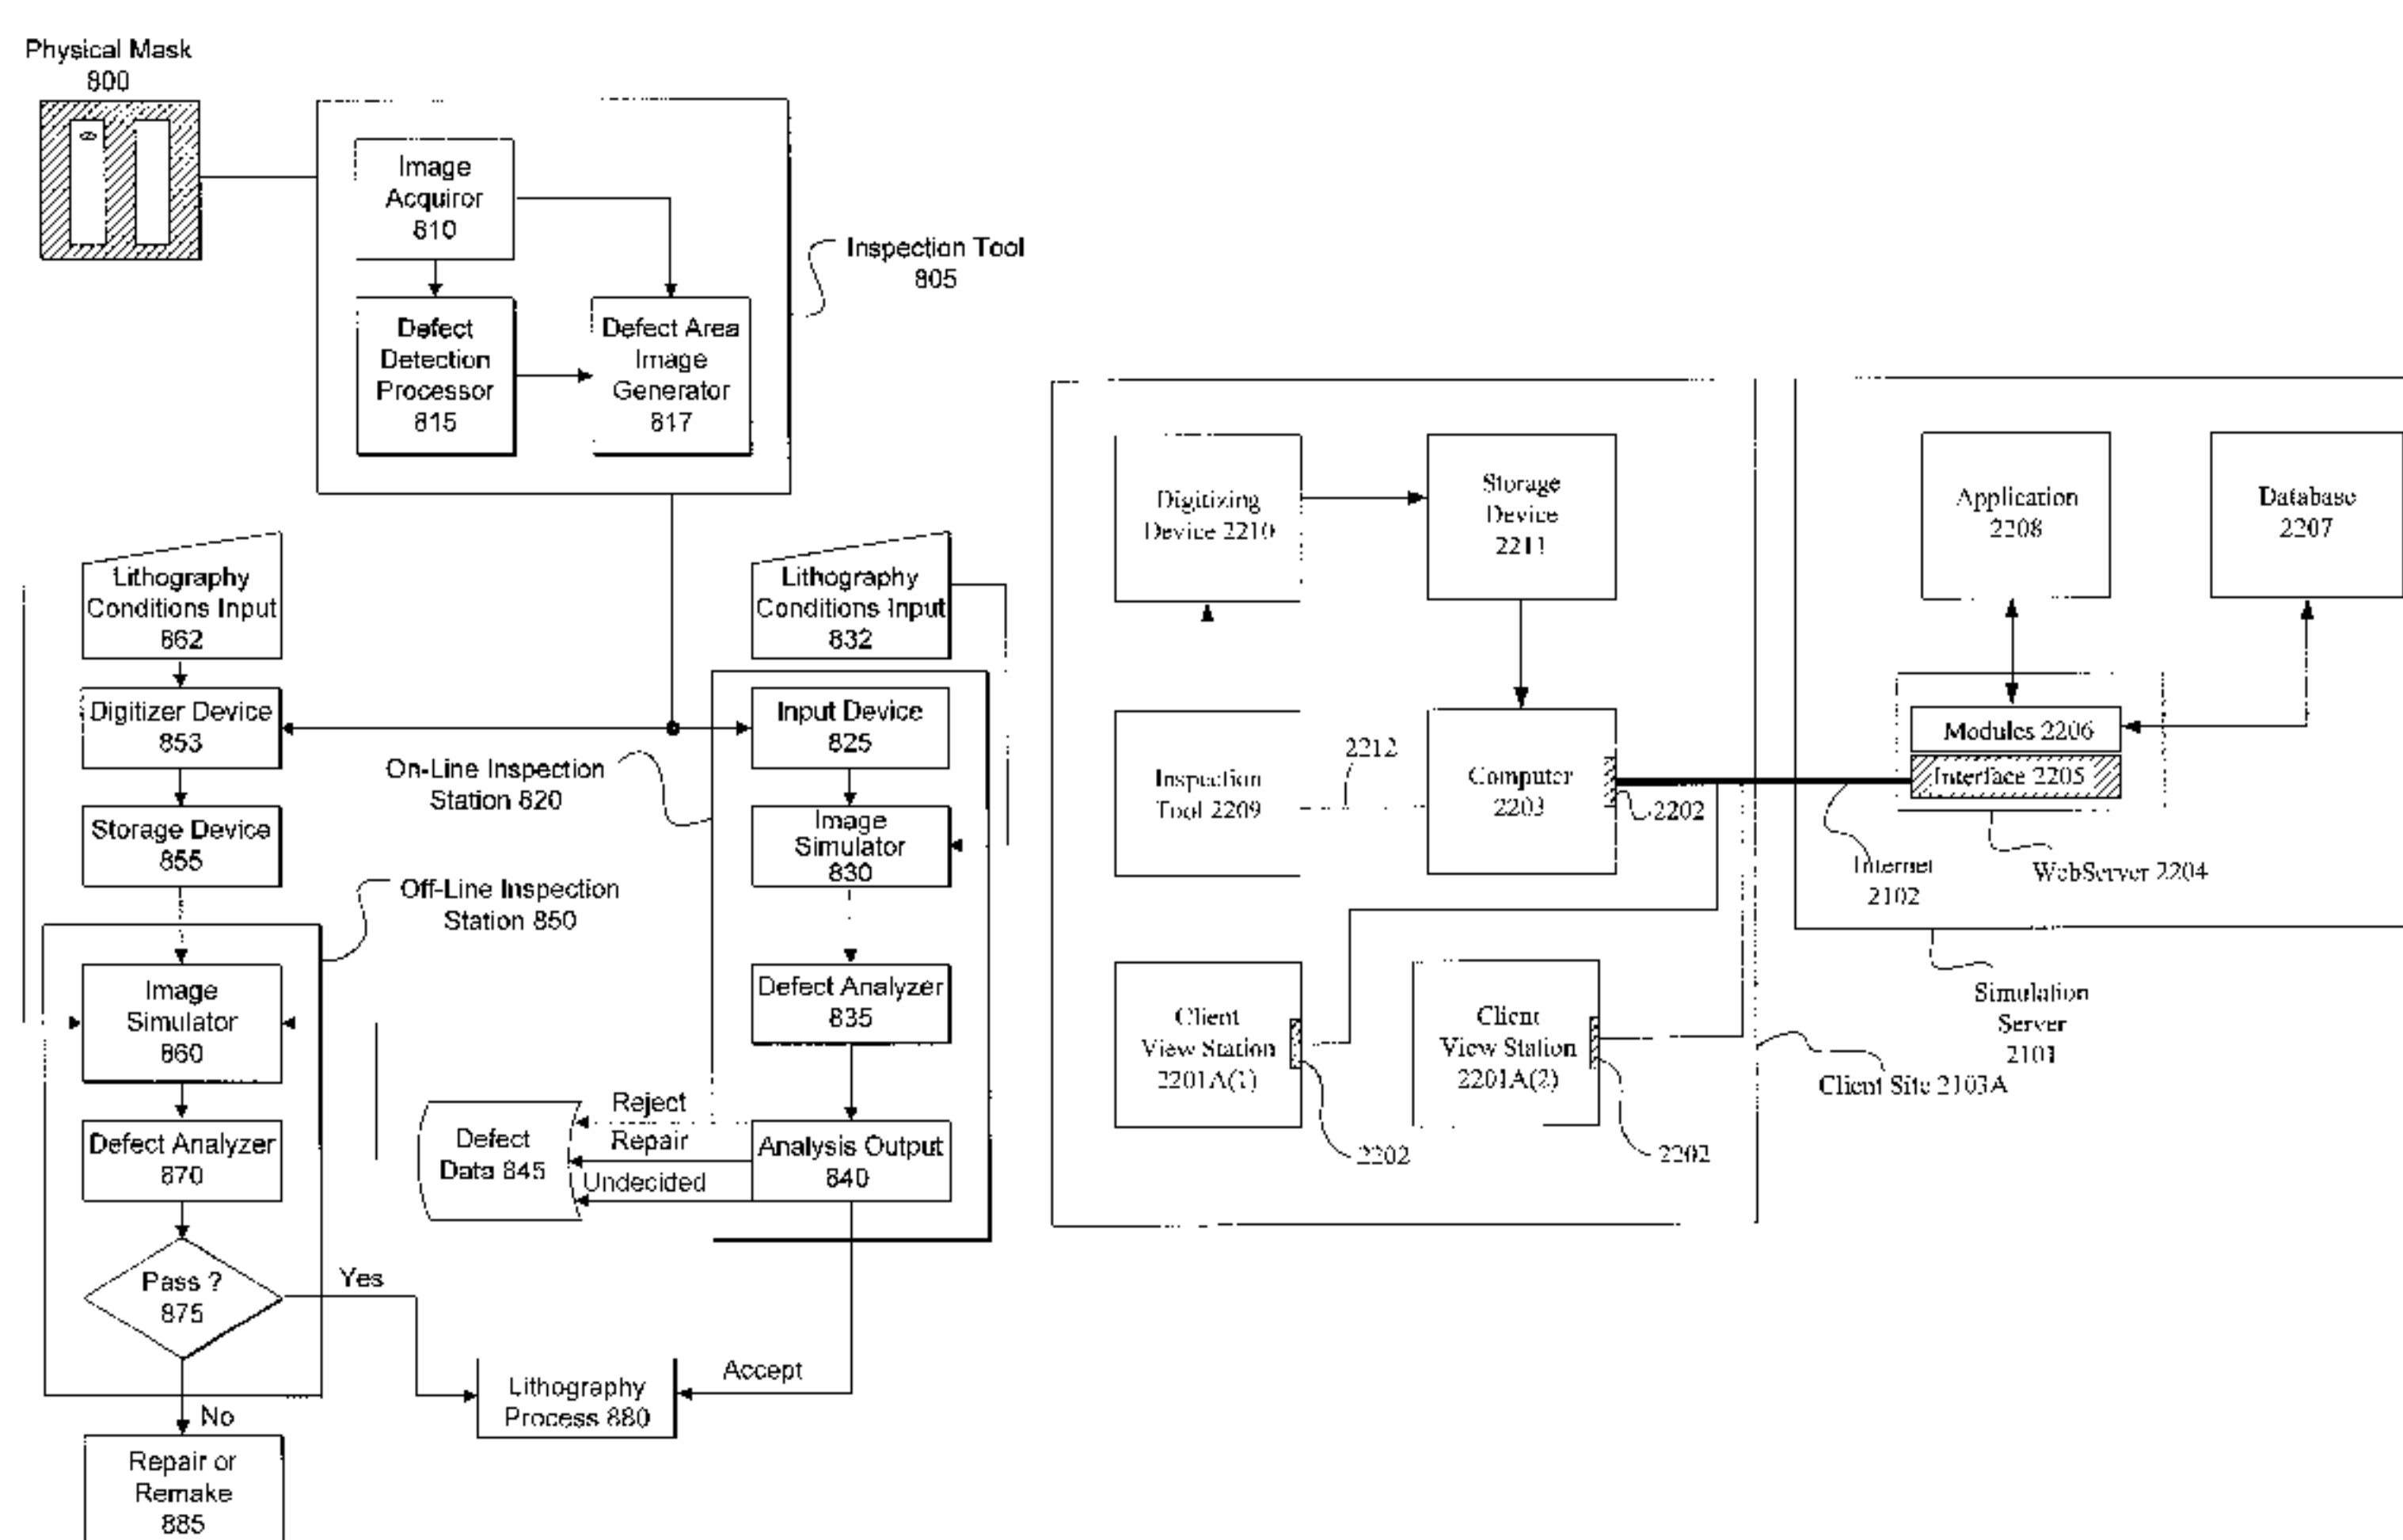 Physical Mask
800
Image
Acquiror
810
Inspection Tool
805
Defect
Detection
Processor
815
Defect Area
Image
Generator
817
Lithography
Conditions Input
862
Lithography
Conditions Input
832
Digitizer Device
853
Input Device
825
On-Line Inspection
Station 820
Storage Device
855
Image
Simulator
830
Off-Line Inspection
Station 850
Image
Simulator
860
Defect Analyzer
835
Defect Analyzer
870
Reject
Repair
Undecided
Defect
Data 845
Analysis Output
840
Pass ?
875
Yes
No
Accept
Lithography
Process 880
Repair or
Remake
885
Digitizing
Device 2210
Storage
Device
2211
Application
2208
Database
2207
Inspection
Tool 2209
2212
Computer
2203
2202
Modules 2206
Interface 2205
Internet
2102
WebServer 2204
Client
View Station
2201A(1)
2202
Client
View Station
2201A(2)
2202
Simulation
Server
2101
Client Site 2103A